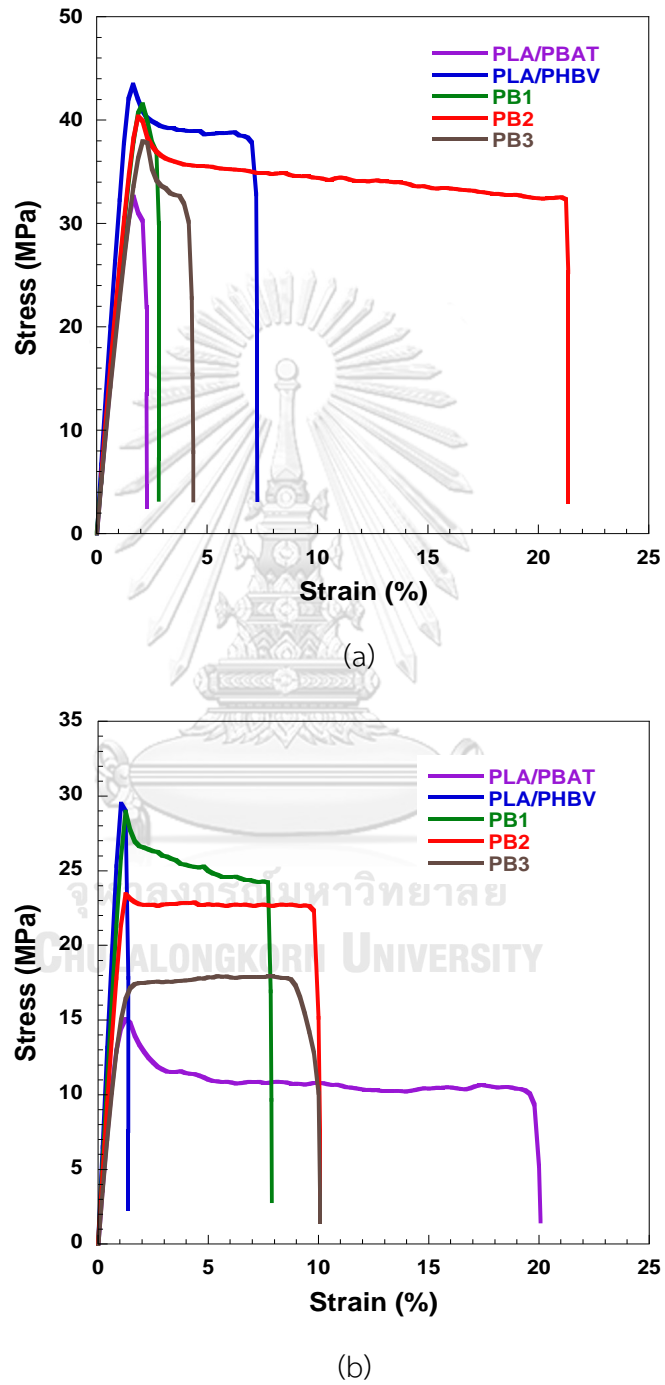 60
50
40
30
20
10
0
Stress (MPa)
PLA/PBAT
PLA/PHBV
PB1
PB2
PB3
0 5 10 15 20 25
Strain (%)
(a)
35
30
25
20
15
10
5
0
Stress (MPa)
PLA/PBAT
PLA/PHBV
PB1
PB2
PB3
จุฬาลงกรณ์มหาวิทยาลัย
CHULALONGKORN UNIVERSITY
0 5 10 15 20 25
Strain (%)
(b)